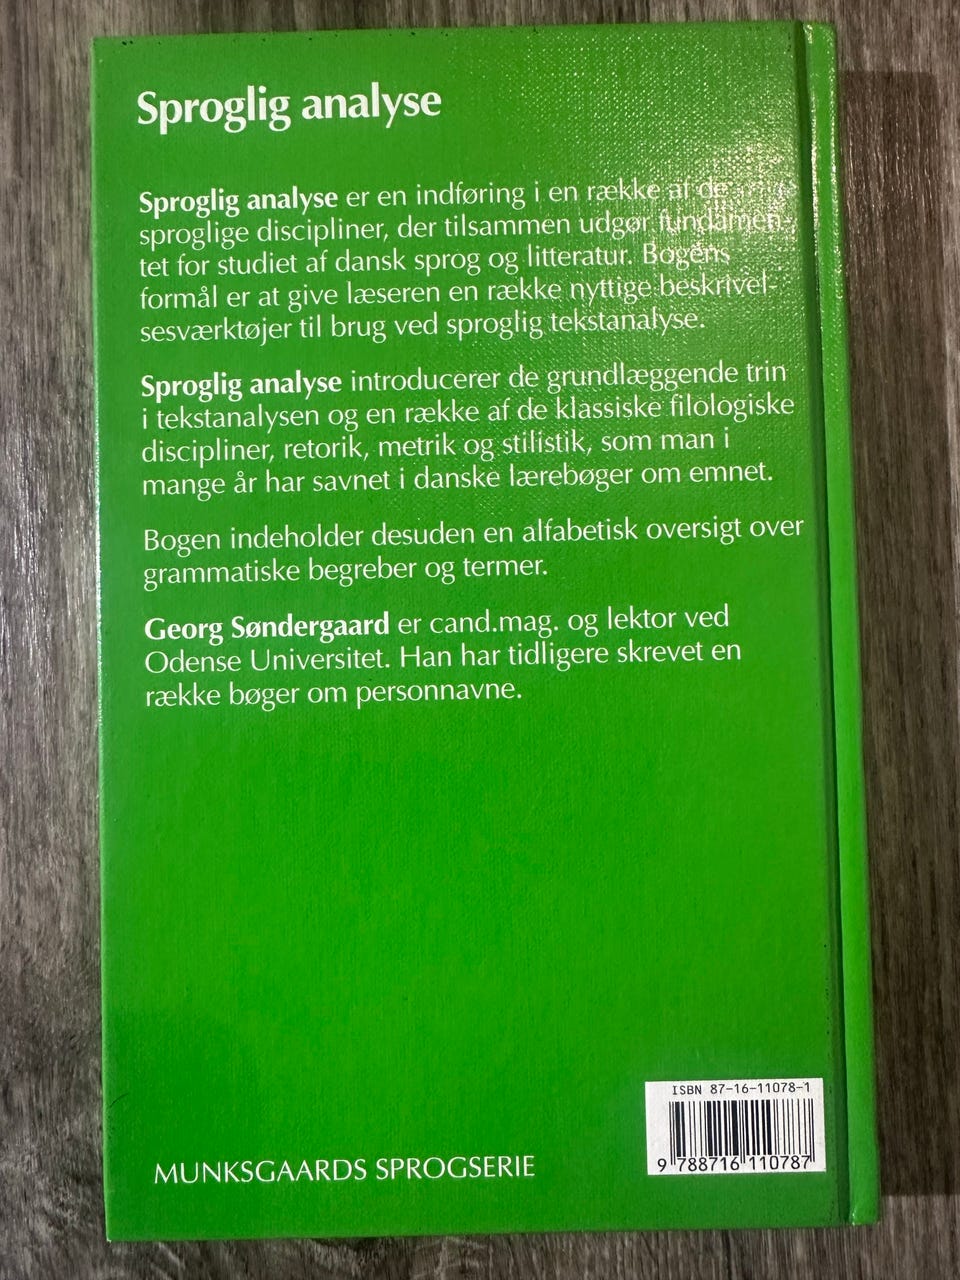 Sproglig analyse
Sproglig analyse er en indføring i en række af de
sproglige discipliner, der tilsammen udgør fundamen-
tet for studiet af dansk sprog og litteratur. Bogens
formål er at give læseren en række nyttige beskrivel-
sesværktøjer til brug ved sproglig tekstanalyse.
Sproglig analyse introducerer de grundlæggende trin
i tekstanalysen og en række af de klassiske filologiske
discipliner, retorik, metrik og stilistik, som man i
mange år har savnet i danske lærebøger om emnet.
Bogen indeholder desuden en alfabetisk oversigt over
grammatiske begreber og termer.
Georg Søndergaard er cand.mag. og lektor ved
Odense Universitet. Han har tidligere skrevet en
række bøger om personnavne.
ISBN 87-16-11078-1
9 788716 110787
MUNKSGAARDS SPROGSERIE